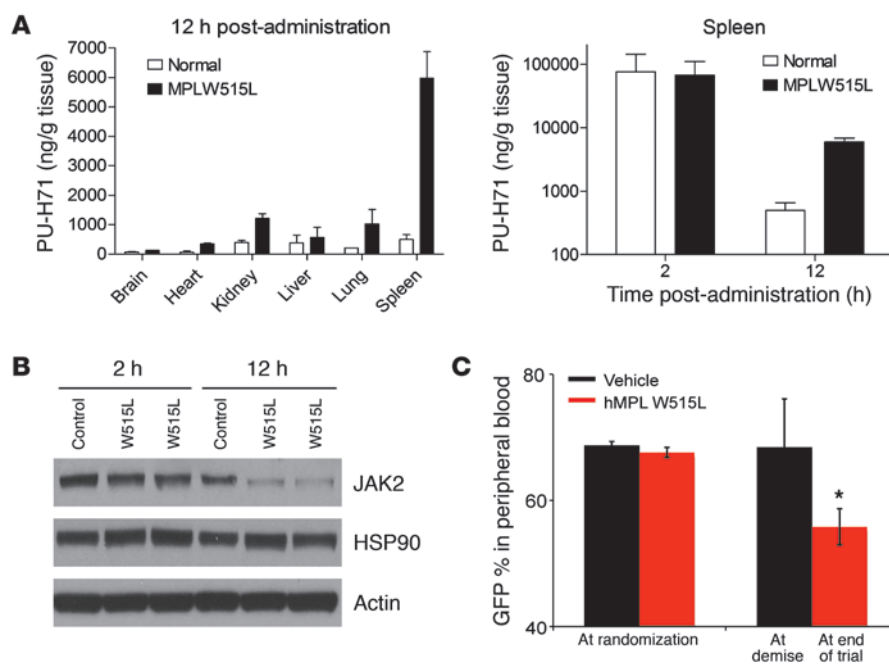 A
12 h post-administration
PU-H71 (ng/g tissue)
7000
6000
5000
4000
3000
2000
1000
0
Normal
MPLW515L
Brain
Heart
Kidney
Liver
Lung
Spleen
Spleen
PU-H71 (ng/g tissue)
100000
10000
1000
100
Normal
MPLW515L
2
12
Time post-administration (h)
B
2 h
12 h
Control
W515L
W515L
Control
W515L
W515L
JAK2
HSP90
Actin
C
GFP % in peripheral blood
80
60
40
Vehicle
hMPL W515L
*
At randomization
At
demise
At end
of trial